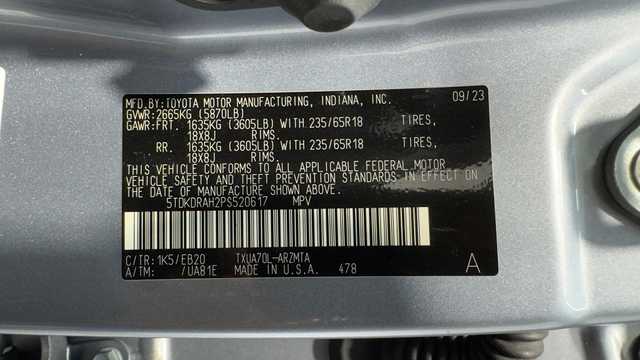 MFD.BY:TOYOTA MOTOR MANUFACTURING, INDIANA, INC. 09/23
GVWR:2665KG (5870LB)
GAWR:FRT. 1635KG (3605LB) WITH 235/65R18 TIRES,
18X8J RIMS.
RR. 1635KG (3605LB) WITH 235/65R18 TIRES,
18X8J RIMS.
THIS VEHICLE CONFORMS TO ALL APPLICABLE FEDERAL MOTOR
VEHICLE SAFETY AND THEFT PREVENTION STANDARDS IN EFFECT ON
THE DATE OF MANUFACTURE SHOWN ABOVE.
5TDKDRAH2PS520617 MPV
C/TR:1K5/EB20 TXUA70L-ARZMTA
A/TM: /UA81E MADE IN U.S.A. 478 A